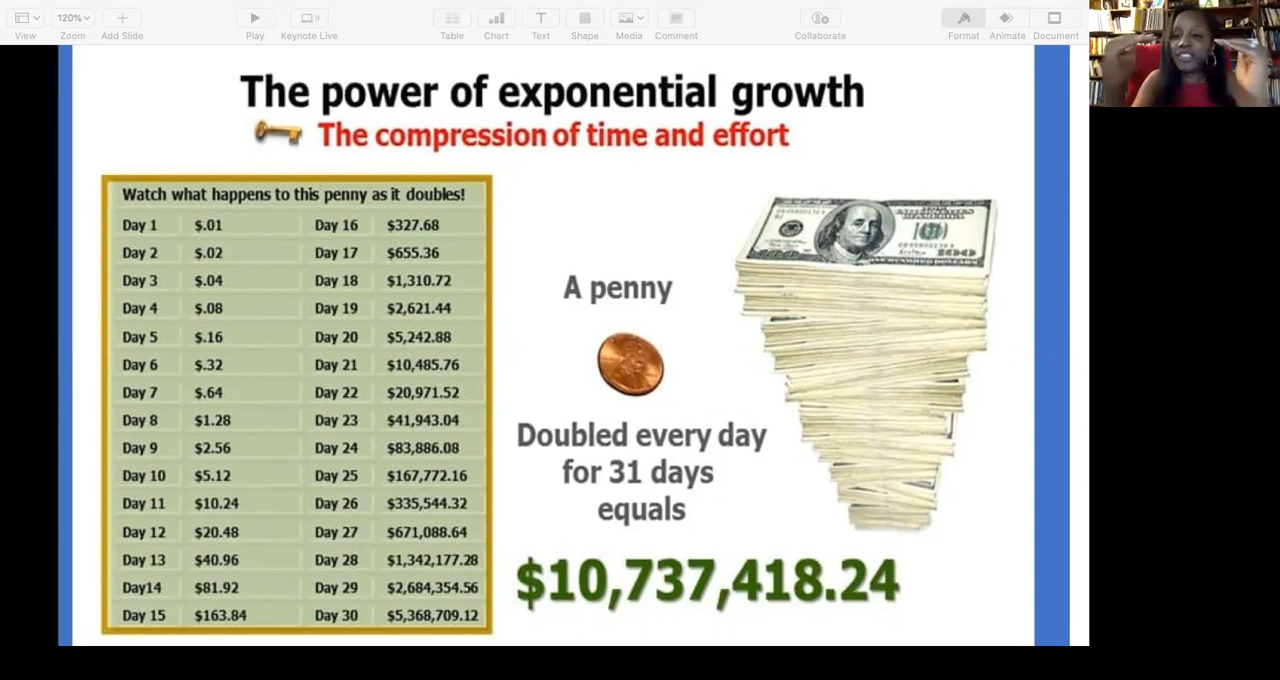 120%
View
Zoom
Add Slide
Play
Keynote Live
Table
Chart
Text
Shape
Media
Comment
Collaborate
Format
Animate
Document
The power of exponential growth
The compression of time and effort
Watch what happens to this penny as it doubles!
Day 1 $.01 Day 16 $327.68
Day 2 $.02 Day 17 $655.36
Day 3 $.04 Day 18 $1,310.72
Day 4 $.08 Day 19 $2,621.44
Day 5 $.16 Day 20 $5,242.88
Day 6 $.32 Day 21 $10,485.76
Day 7 $.64 Day 22 $20,971.52
Day 8 $1.28 Day 23 $41,943.04
Day 9 $2.56 Day 24 $83,886.08
Day 10 $5.12 Day 25 $167,772.16
Day 11 $10.24 Day 26 $335,544.32
Day 12 $20.48 Day 27 $671,088.64
Day 13 $40.96 Day 28 $1,342,177.28
Day14 $81.92 Day 29 $2,684,354.56
Day 15 $163.84 Day 30 $5,368,709.12
A penny
Doubled every day
for 31 days
equals
$10,737,418.24
100